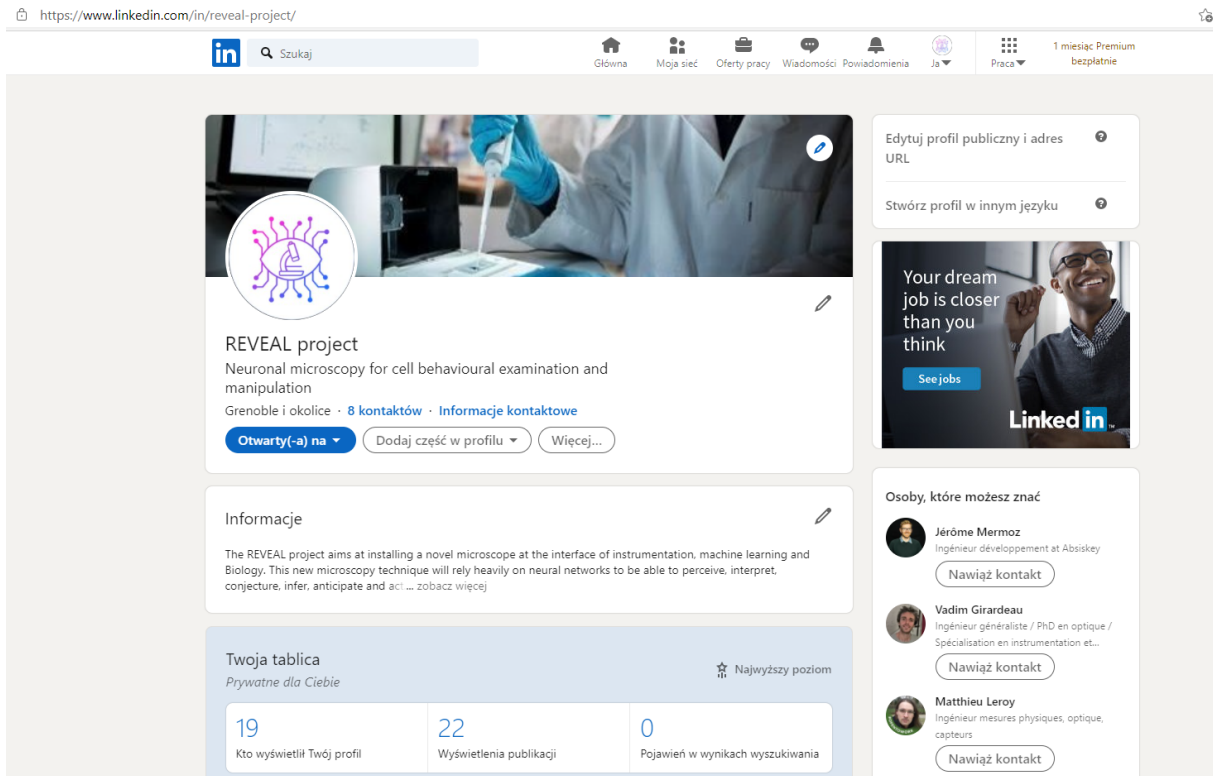 https://www.linkedin.com/in/reveal-project/
in
Szukaj
Główna
Moja sieć
Oferty pracy
Wiadomości
Powiadomienia
Ja
Praca
1 miesiąc Premium
bezpłatnie
REVEAL project
Neuronal microscopy for cell behavioural examination and
manipulation
Grenoble i okolice · 8 kontaktów · Informacje kontaktowe
Otwarty(-a) na
Dodaj część w profilu
Więcej...
Informacje
The REVEAL project aims at installing a novel microscope at the interface of instrumentation, machine learning and
Biology. This new microscopy technique will rely heavily on neural networks to be able to perceive, interpret,
conjecture, infer, anticipate and act ... zobacz więcej
Twoja tablica
Prywatne dla Ciebie
Najwyższy poziom
19
Kto wyświetlił Twój profil
22
Wyświetlenia publikacji
0
Pojawień w wynikach wyszukiwania
Edytuj profil publiczny i adres
URL
Stwórz profil w innym języku
Your dream
job is closer
than you
think
See jobs
Linked in
Osoby, które możesz znać
Jérôme Mermoz
Ingénieur développement at Absiskey
Nawiąż kontakt
Vadim Girardeau
Ingénieur généraliste / PhD en optique /
Spécialisation en instrumentation et...
Nawiąż kontakt
Matthieu Leroy
Ingénieur mesures physiques, optique,
capteurs
Nawiąż kontakt